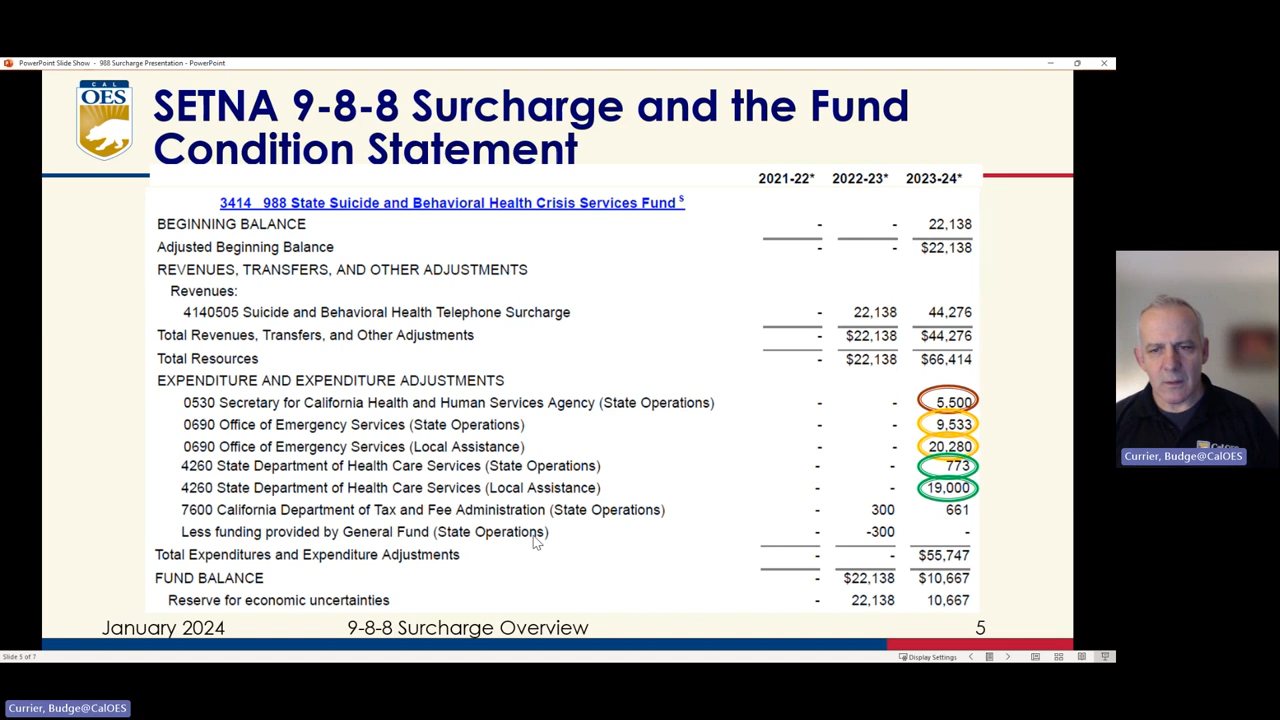 PowerPoint Slide Show - 988 Surcharge Presentation - PowerPoint
CAL
OES
SETNA 9-8-8 Surcharge and the Fund
Condition Statement
2021-22* 2022-23* 2023-24*
3414 988 State Suicide and Behavioral Health Crisis Services Fund S
BEGINNING BALANCE - - 22,138
Adjusted Beginning Balance - - $22,138
REVENUES, TRANSFERS, AND OTHER ADJUSTMENTS
Revenues:
4140505 Suicide and Behavioral Health Telephone Surcharge - 22,138 44,276
Total Revenues, Transfers, and Other Adjustments - $22,138 $44,276
Total Resources - $22,138 $66,414
EXPENDITURE AND EXPENDITURE ADJUSTMENTS
0530 Secretary for California Health and Human Services Agency (State Operations) - - 5,500
0690 Office of Emergency Services (State Operations) - - 9,533
0690 Office of Emergency Services (Local Assistance) - - 20,280
4260 State Department of Health Care Services (State Operations) - - 773
4260 State Department of Health Care Services (Local Assistance) - - 19,000
7600 California Department of Tax and Fee Administration (State Operations) - 300 661
Less funding provided by General Fund (State Operations) - -300 -
Total Expenditures and Expenditure Adjustments - - $55,747
FUND BALANCE - $22,138 $10,667
Reserve for economic uncertainties - 22,138 10,667
January 2024 9-8-8 Surcharge Overview 5
Slide 5 of 7 Display Settings
Currier, Budge@CalOES
Currier, Budge@CalOES